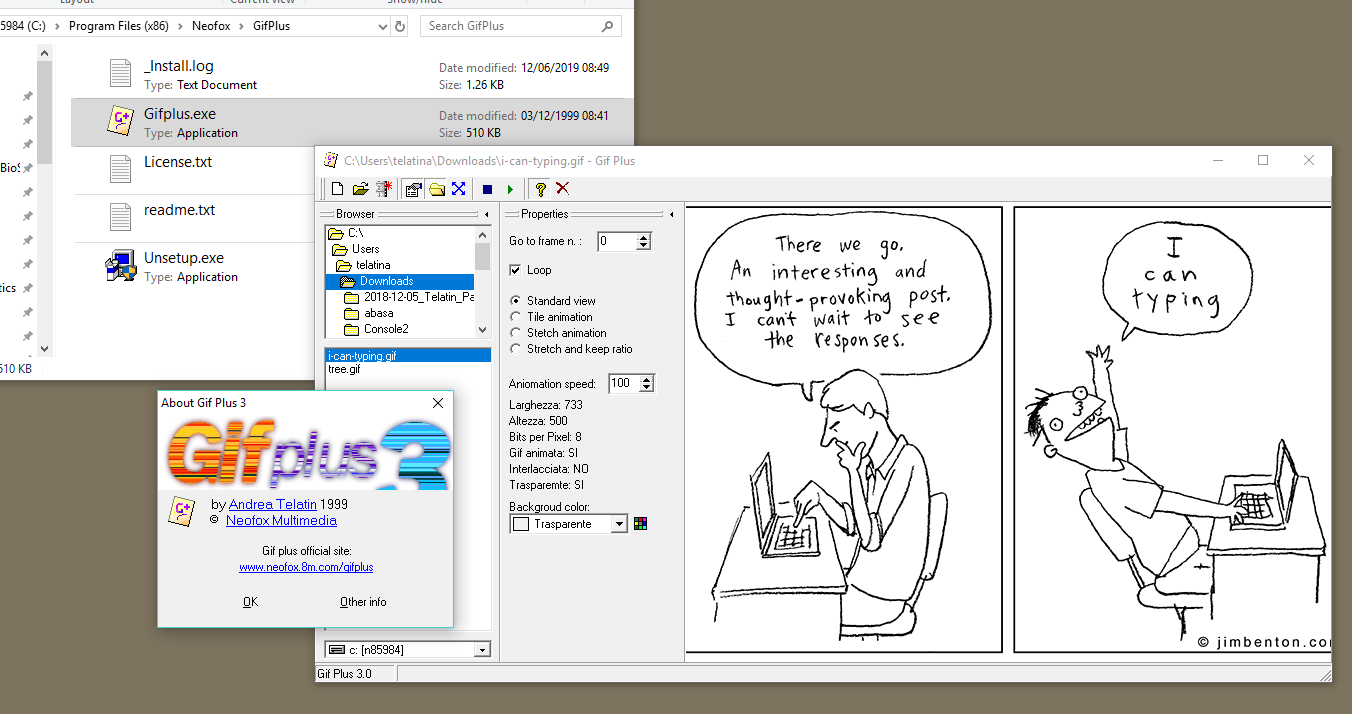 Layout
Current view
Show/hide
5984 (C:) > Program Files (x86) > Neofox > GifPlus
Search GifPlus
_Install.log
Type: Text Document
Date modified: 12/06/2019 08:49
Size: 1.26 KB
Gifplus.exe
Type: Application
Date modified: 03/12/1999 08:41
Size: 510 KB
License.txt
readme.txt
Unsetup.exe
Type: Application
BioS
tics
510 KB
C:\Users\telatina\Downloads\i-can-typing.gif - Gif Plus
Browser
C:\
Users
telatina
Downloads
2018-12-05_Telatin_Pa
abasa
Console2
i-can-typing.gif
tree.gif
c: [n85984]
Gif Plus 3.0
Properties
Go to frame n. : 0
Loop
Standard view
Tile animation
Stetch animation
Stretch and keep ratio
Aniomation speed: 100
Larghezza: 733
Altezza: 500
Bits per Pixel: 8
Gif animata: SI
Interlacciata: NO
Trasparemte: SI
Backgroud color:
Trasparente
There we go.
An interesting and
thought-provoking post.
I can't wait to see
the responses.
I
can
typing
© jimbenton.co
About Gif Plus 3
Gifplus 3
by Andrea Telatin 1999
© Neofox Multimedia
Gif plus official site:
www.neofox.8m.com/gifplus
OK
Other info